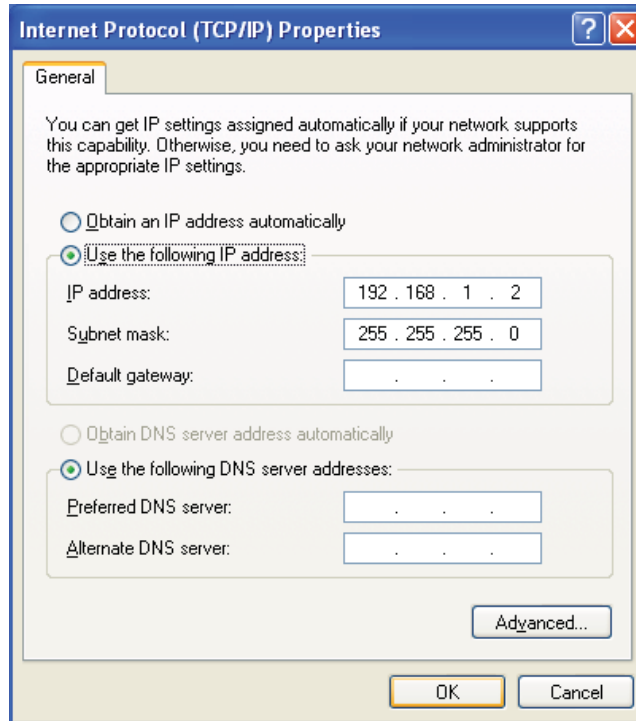 Internet Protocol (TCP/IP) Properties
General
You can get IP settings assigned automatically if your network supports
this capability. Otherwise, you need to ask your network administrator for
the appropriate IP settings.
Obtain an IP address automatically
Use the following IP address:
IP address: 192 . 168 . 1 . 2
Subnet mask: 255 . 255 . 255 . 0
Default gateway: . . .
Obtain DNS server address automatically
Use the following DNS server addresses:
Preferred DNS server: . . .
Alternate DNS server: . . .
Advanced...
OK Cancel